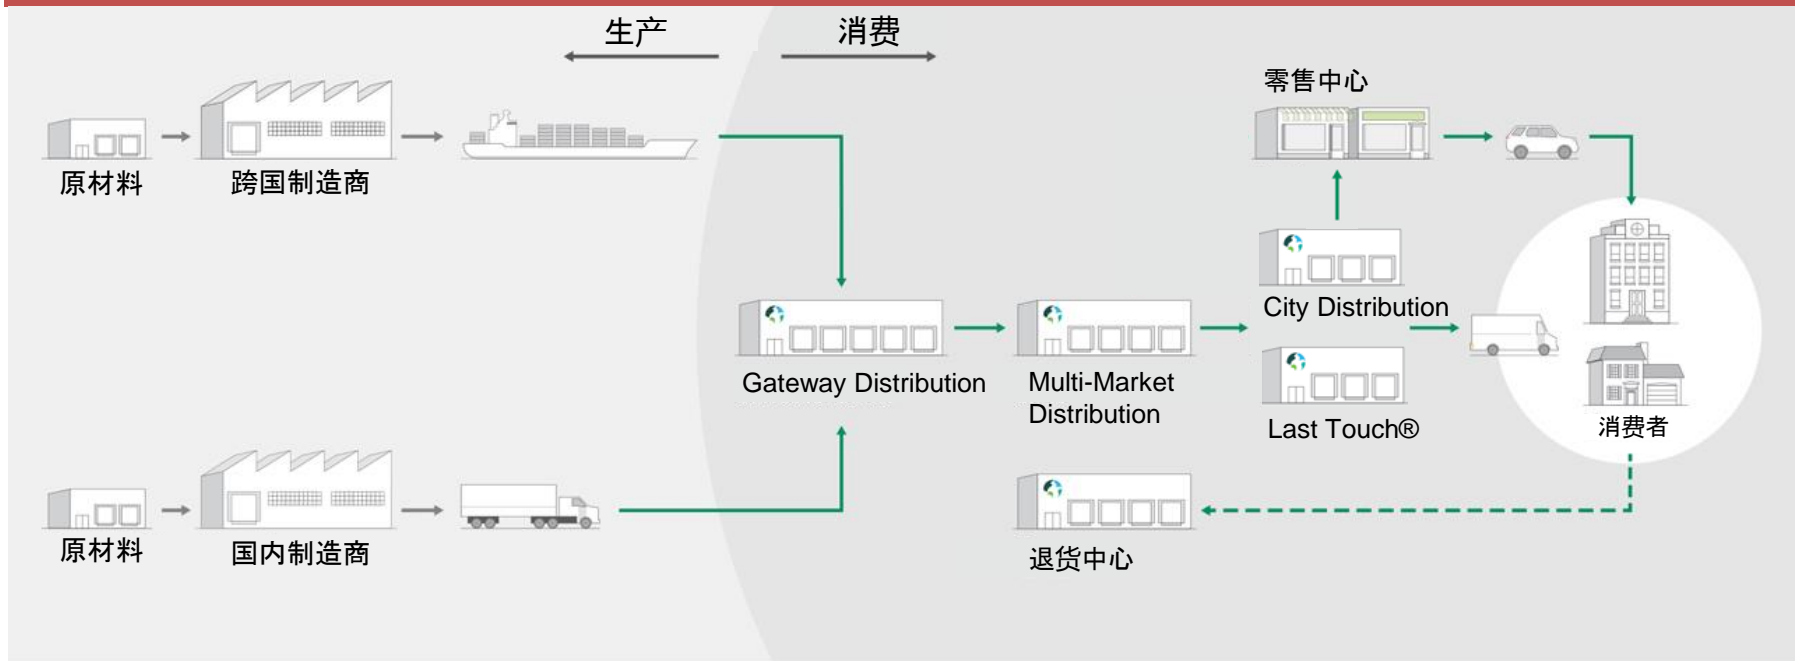 生产
消费
零售中心
原材料
跨国制造商
City Distribution
Gateway Distribution
Multi-Market
Distribution
Last Touch®
消费者
原材料
国内制造商
退货中心